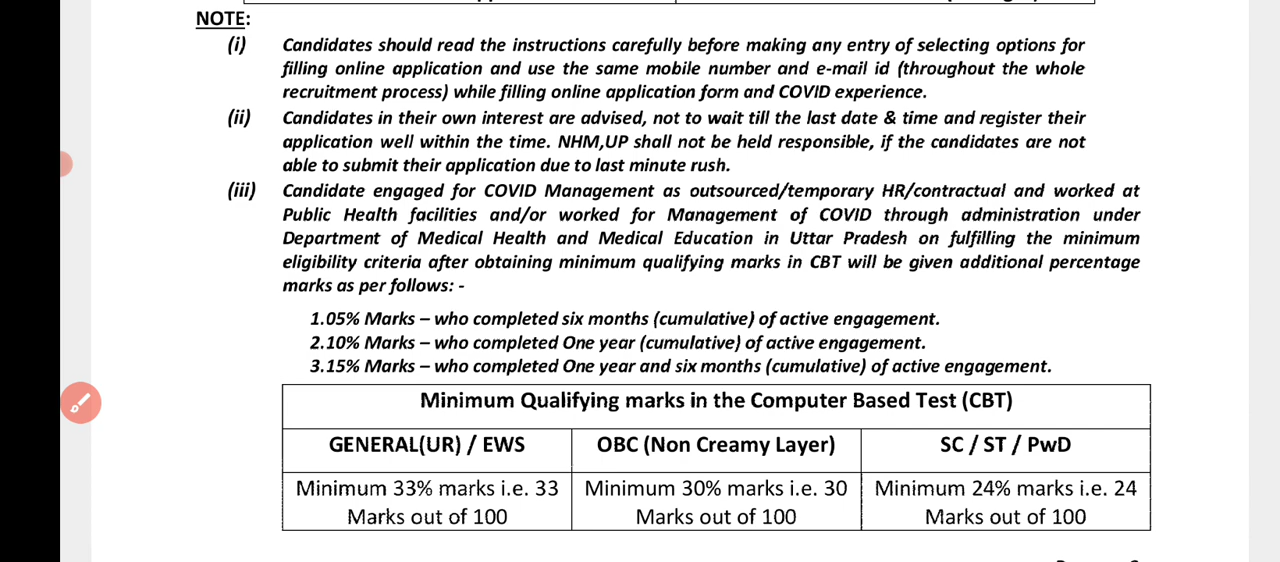 NOTE:
(i) Candidates should read the instructions carefully before making any entry of selecting options for
filling online application and use the same mobile number and e-mail id (throughout the whole
recruitment process) while filling online application form and COVID experience.
(ii) Candidates in their own interest are advised, not to wait till the last date & time and register their
application well within the time. NHM,UP shall not be held responsible, if the candidates are not
able to submit their application due to last minute rush.
(iii) Candidate engaged for COVID Management as outsourced/temporary HR/contractual and worked at
Public Health facilities and/or worked for Management of COVID through administration under
Department of Medical Health and Medical Education in Uttar Pradesh on fulfilling the minimum
eligibility criteria after obtaining minimum qualifying marks in CBT will be given additional percentage
marks as per follows: -
1.05% Marks – who completed six months (cumulative) of active engagement.
2.10% Marks – who completed One year (cumulative) of active engagement.
3.15% Marks – who completed One year and six months (cumulative) of active engagement.
Minimum Qualifying marks in the Computer Based Test (CBT)
GENERAL(UR) / EWS OBC (Non Creamy Layer) SC / ST / PwD
Minimum 33% marks i.e. 33 Minimum 30% marks i.e. 30 Minimum 24% marks i.e. 24
Marks out of 100 Marks out of 100 Marks out of 100